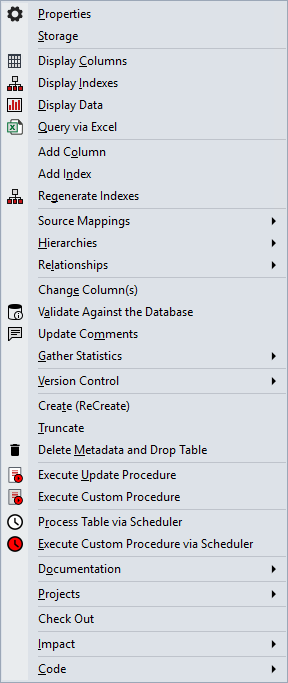 Properties
Storage
Display Columns
Display Indexes
Display Data
Query via Excel
Add Column
Add Index
Regenerate Indexes
Source Mappings
Hierarchies
Relationships
Change Column(s)
Validate Against the Database
Update Comments
Gather Statistics
Version Control
Create (ReCreate)
Truncate
Delete Metadata and Drop Table
Execute Update Procedure
Execute Custom Procedure
Process Table via Scheduler
Execute Custom Procedure via Scheduler
Documentation
Projects
Check Out
Impact
Code